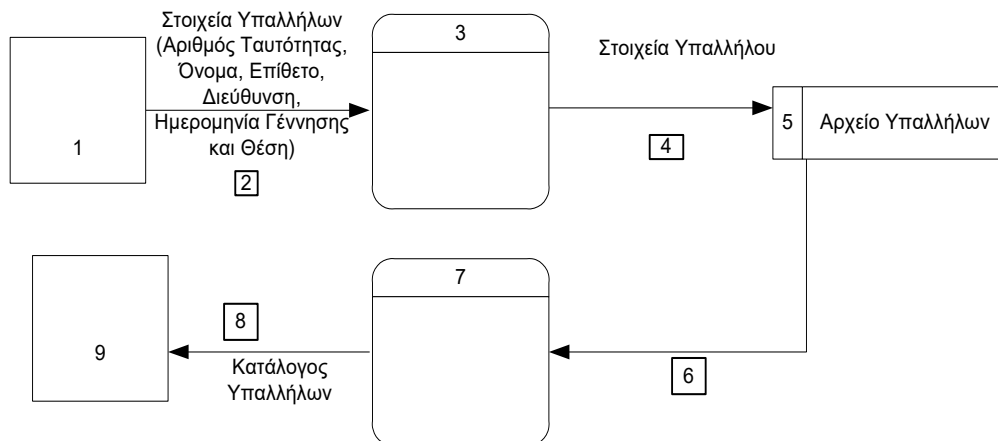 Στοιχεία Υπαλλήλων
(Αριθμός Ταυτότητας,
Όνομα, Επίθετο,
Διεύθυνση,
Ημερομηνία Γέννησης
και Θέση)
1
2
3
Στοιχεία Υπαλλήλου
4
5 Αρχείο Υπαλλήλων
6
7
8
Κατάλογος
Υπαλλήλων
9